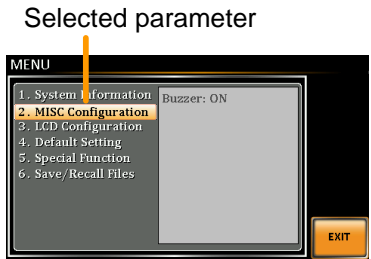 Selected parameter
MENU
1. System Information
2. MISC Configuration
3. LCD Configuration
4. Default Setting
5. Special Function
6. Save/Recall Files
Buzzer: ON
EXIT